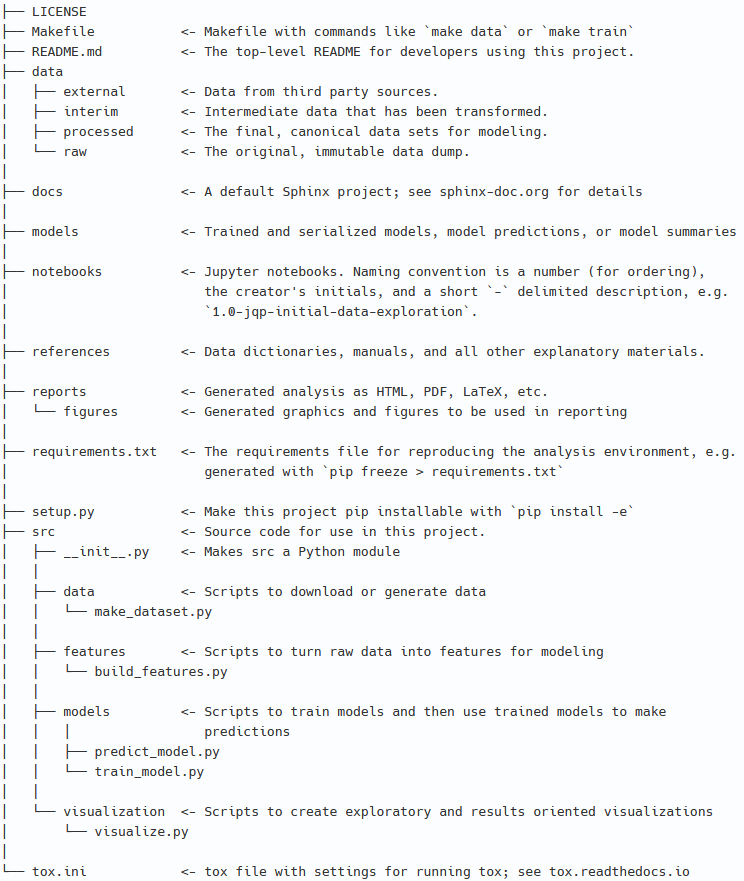 ├── LICENSE
├── Makefile           <- Makefile with commands like `make data` or `make train`
├── README.md          <- The top-level README for developers using this project.
├── data
│   ├── external       <- Data from third party sources.
│   ├── interim        <- Intermediate data that has been transformed.
│   ├── processed      <- The final, canonical data sets for modeling.
│   └── raw            <- The original, immutable data dump.
│
├── docs               <- A default Sphinx project; see sphinx-doc.org for details
│
├── models             <- Trained and serialized models, model predictions, or model summaries
│
├── notebooks          <- Jupyter notebooks. Naming convention is a number (for ordering),
│                         the creator's initials, and a short `-` delimited description, e.g.
│                         `1.0-jqp-initial-data-exploration`.
│
├── references         <- Data dictionaries, manuals, and all other explanatory materials.
│
├── reports            <- Generated analysis as HTML, PDF, LaTeX, etc.
│   └── figures        <- Generated graphics and figures to be used in reporting
│
├── requirements.txt   <- The requirements file for reproducing the analysis environment, e.g.
│                         generated with `pip freeze > requirements.txt`
│
├── setup.py           <- Make this project pip installable with `pip install -e`
├── src                <- Source code for use in this project.
│   ├── __init__.py    <- Makes src a Python module
│   │
│   ├── data           <- Scripts to download or generate data
│   │   └── make_dataset.py
│   │
│   ├── features       <- Scripts to turn raw data into features for modeling
│   │   └── build_features.py
│   │
│   ├── models         <- Scripts to train models and then use trained models to make
│   │   │                 predictions
│   │   ├── predict_model.py
│   │   └── train_model.py
│   │
│   └── visualization  <- Scripts to create exploratory and results oriented visualizations
│       └── visualize.py
│
└── tox.ini            <- tox file with settings for running tox; see tox.readthedocs.io